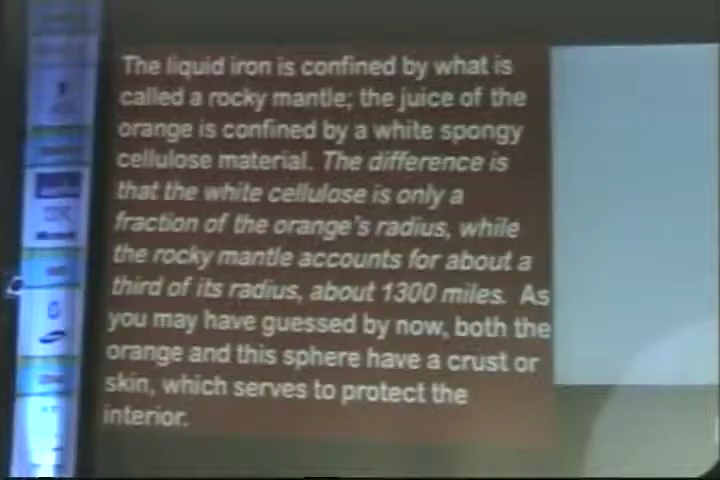 The liquid iron is confined by what is
called a rocky mantle; the juice of the
orange is confined by a white spongy
cellulose material. The difference is
that the white cellulose is only a
fraction of the orange's radius, while
the rocky mantle accounts for about a
third of its radius, about 1300 miles. As
you may have guessed by now, both the
orange and this sphere have a crust or
skin, which serves to protect the
interior.